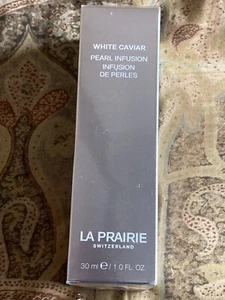 WHITE CAVIAR
PEARL INFUSION
INFUSION
DE PERLES
LA PRAIRIE
SWITZERLAND
30 ml ℮ / 1.0 FL. OZ.